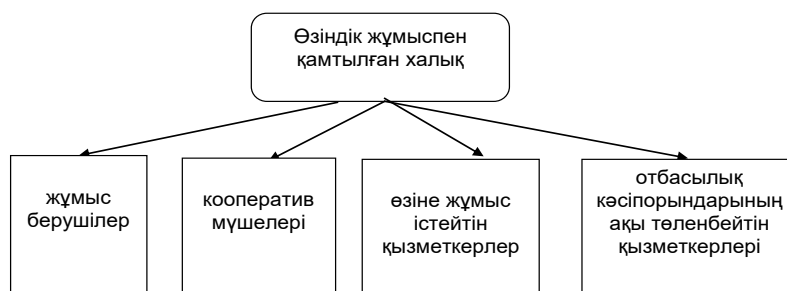 Өзіндік жұмыспен
қамтылған халық
жұмыс
берушілер
кооператив
мүшелері
өзіне жұмыс
істейтін
қызметкерлер
отбасылық
кәсіпорындарының
ақы төленбейтін
қызметкерлері